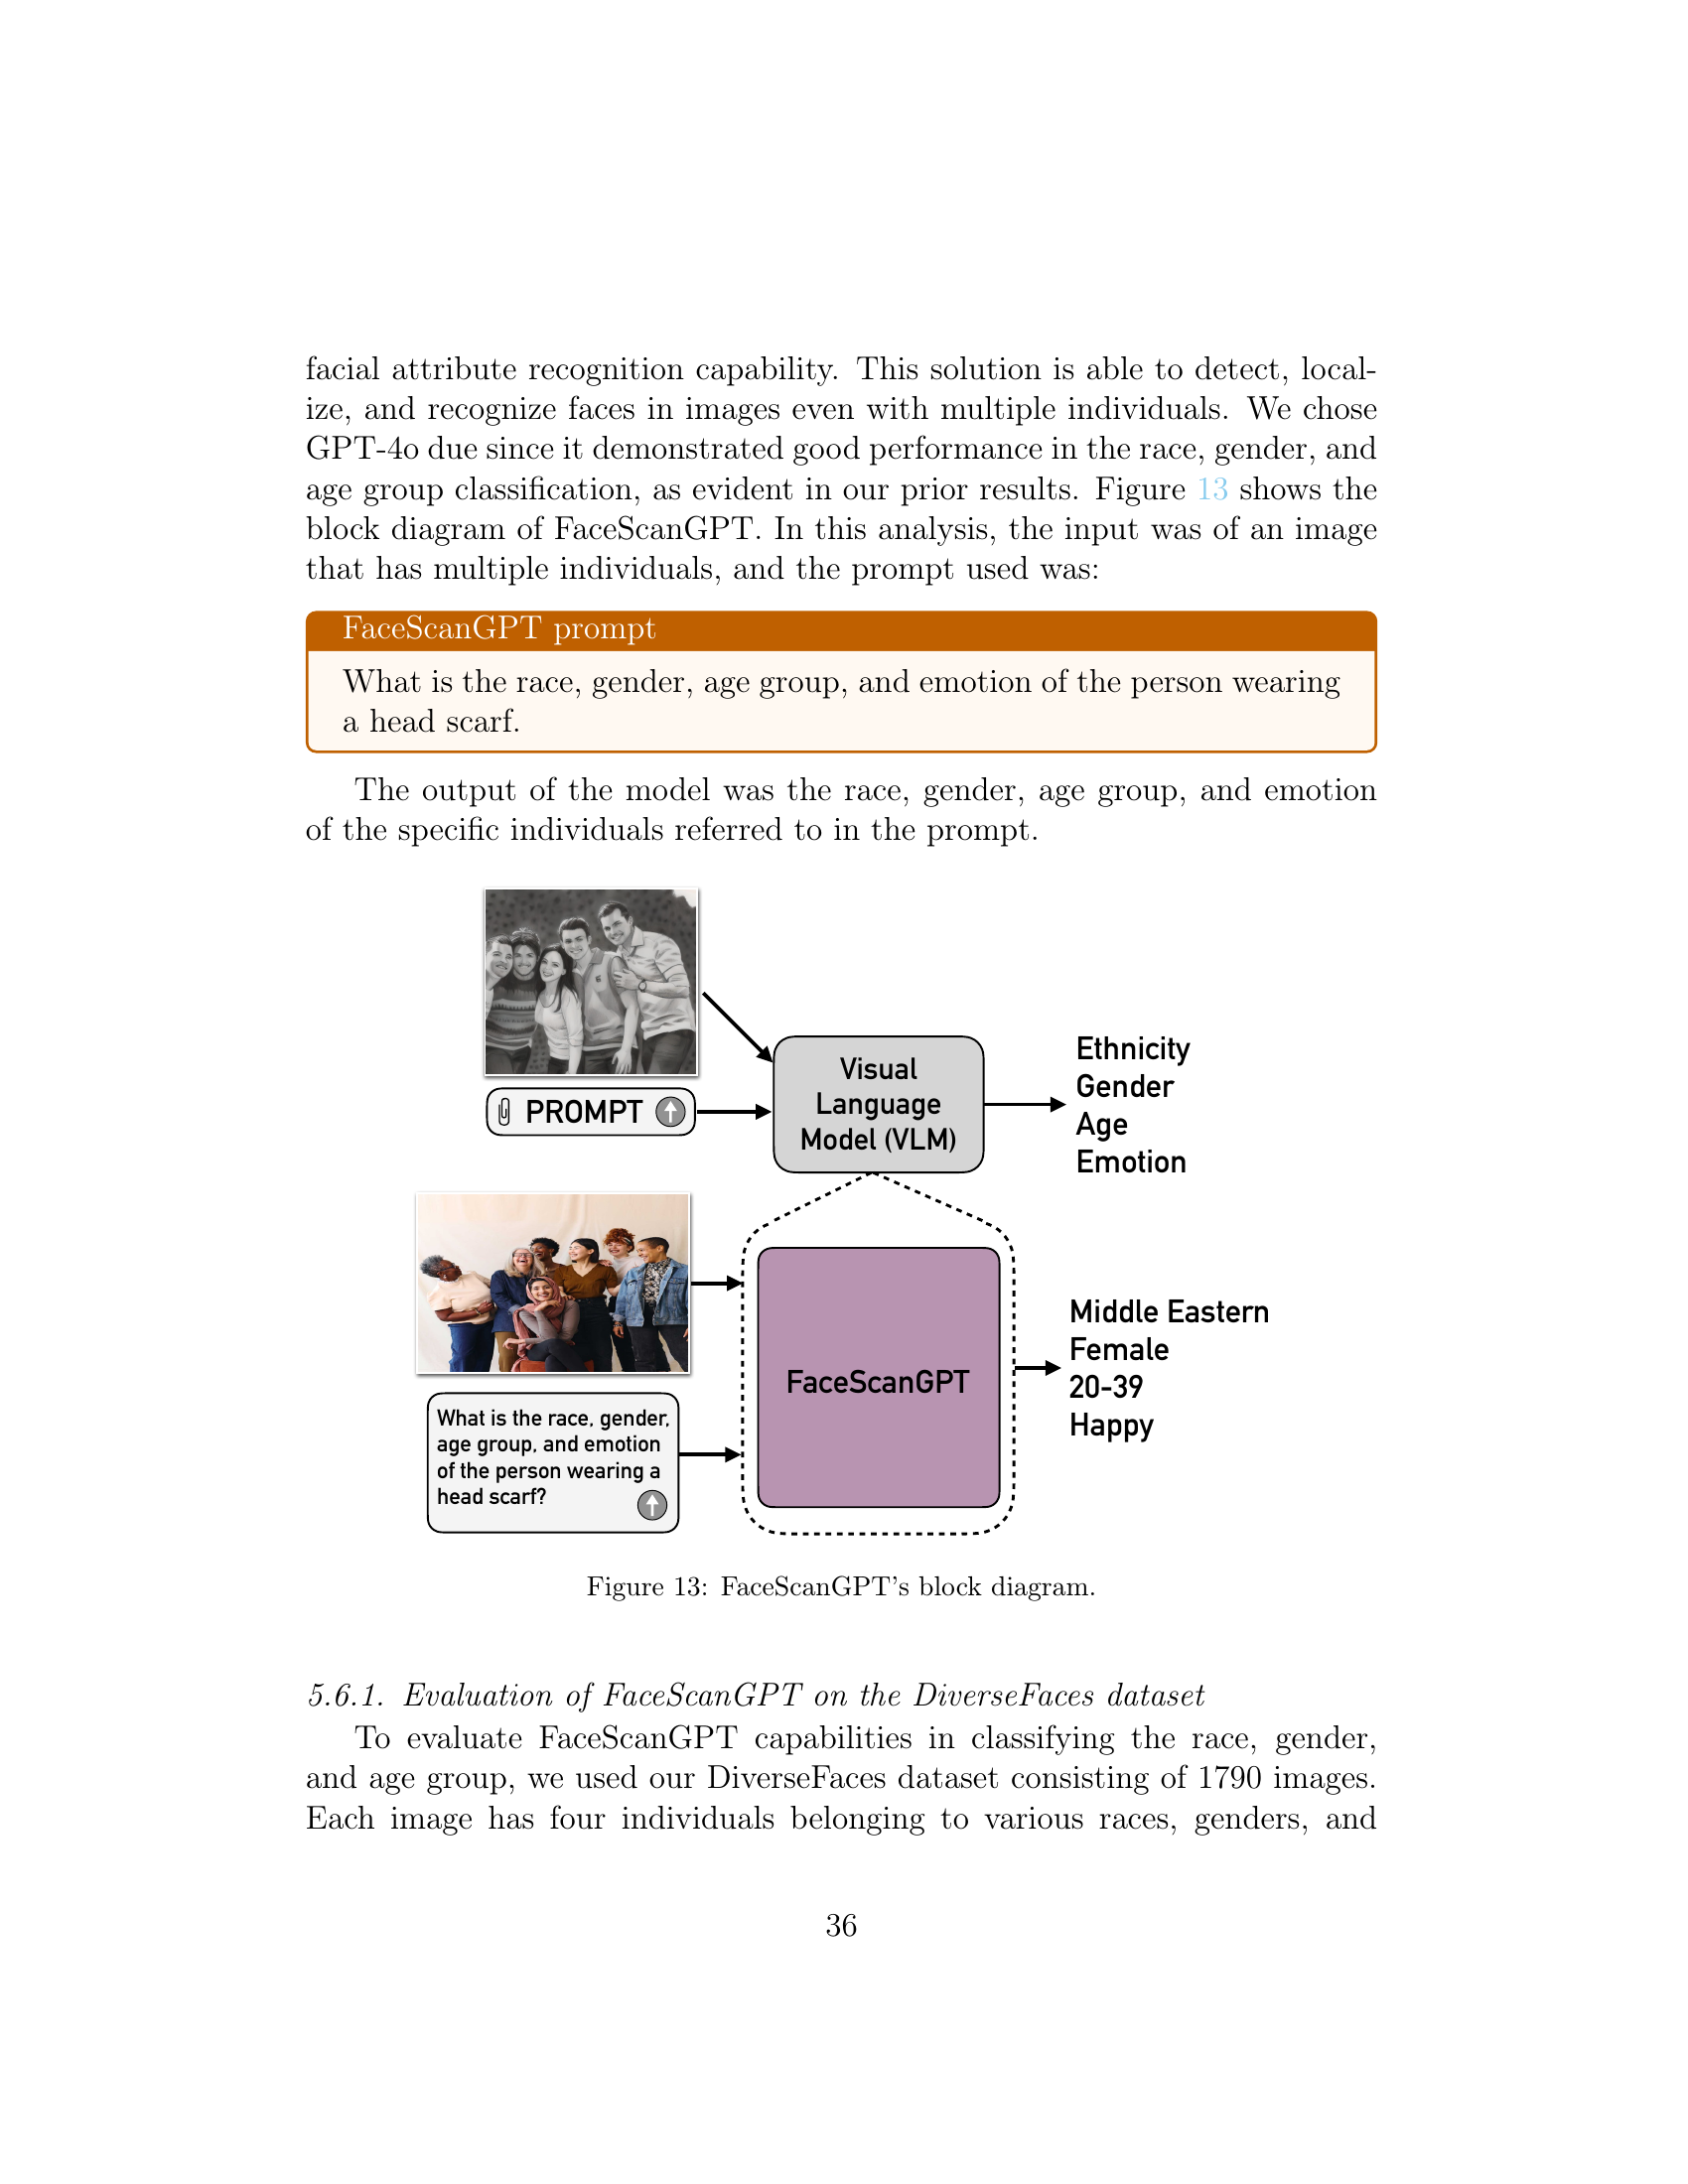 facial attribute recognition capability. This solution is able to detect, local-
ize, and recognize faces in images even with multiple individuals. We chose
GPT-4o due since it demonstrated good performance in the race, gender, and
age group classification, as evident in our prior results. Figure 13 shows the
block diagram of FaceScanGPT. In this analysis, the input was of an image
that has multiple individuals, and the prompt used was:
FaceScanGPT prompt
What is the race, gender, age group, and emotion of the person wearing
a head scarf.
The output of the model was the race, gender, age group, and emotion
of the specific individuals referred to in the prompt.
PROMPT
Visual
Language
Model (VLM)
Ethnicity
Gender
Age
Emotion
What is the race, gender,
age group, and emotion
of the person wearing a
head scarf?
FaceScanGPT
Middle Eastern
Female
20-39
Happy
Figure 13: FaceScanGPT's block diagram.
5.6.1. Evaluation of FaceScanGPT on the DiverseFaces dataset
To evaluate FaceScanGPT capabilities in classifying the race, gender,
and age group, we used our DiverseFaces dataset consisting of 1790 images.
Each image has four individuals belonging to various races, genders, and
36